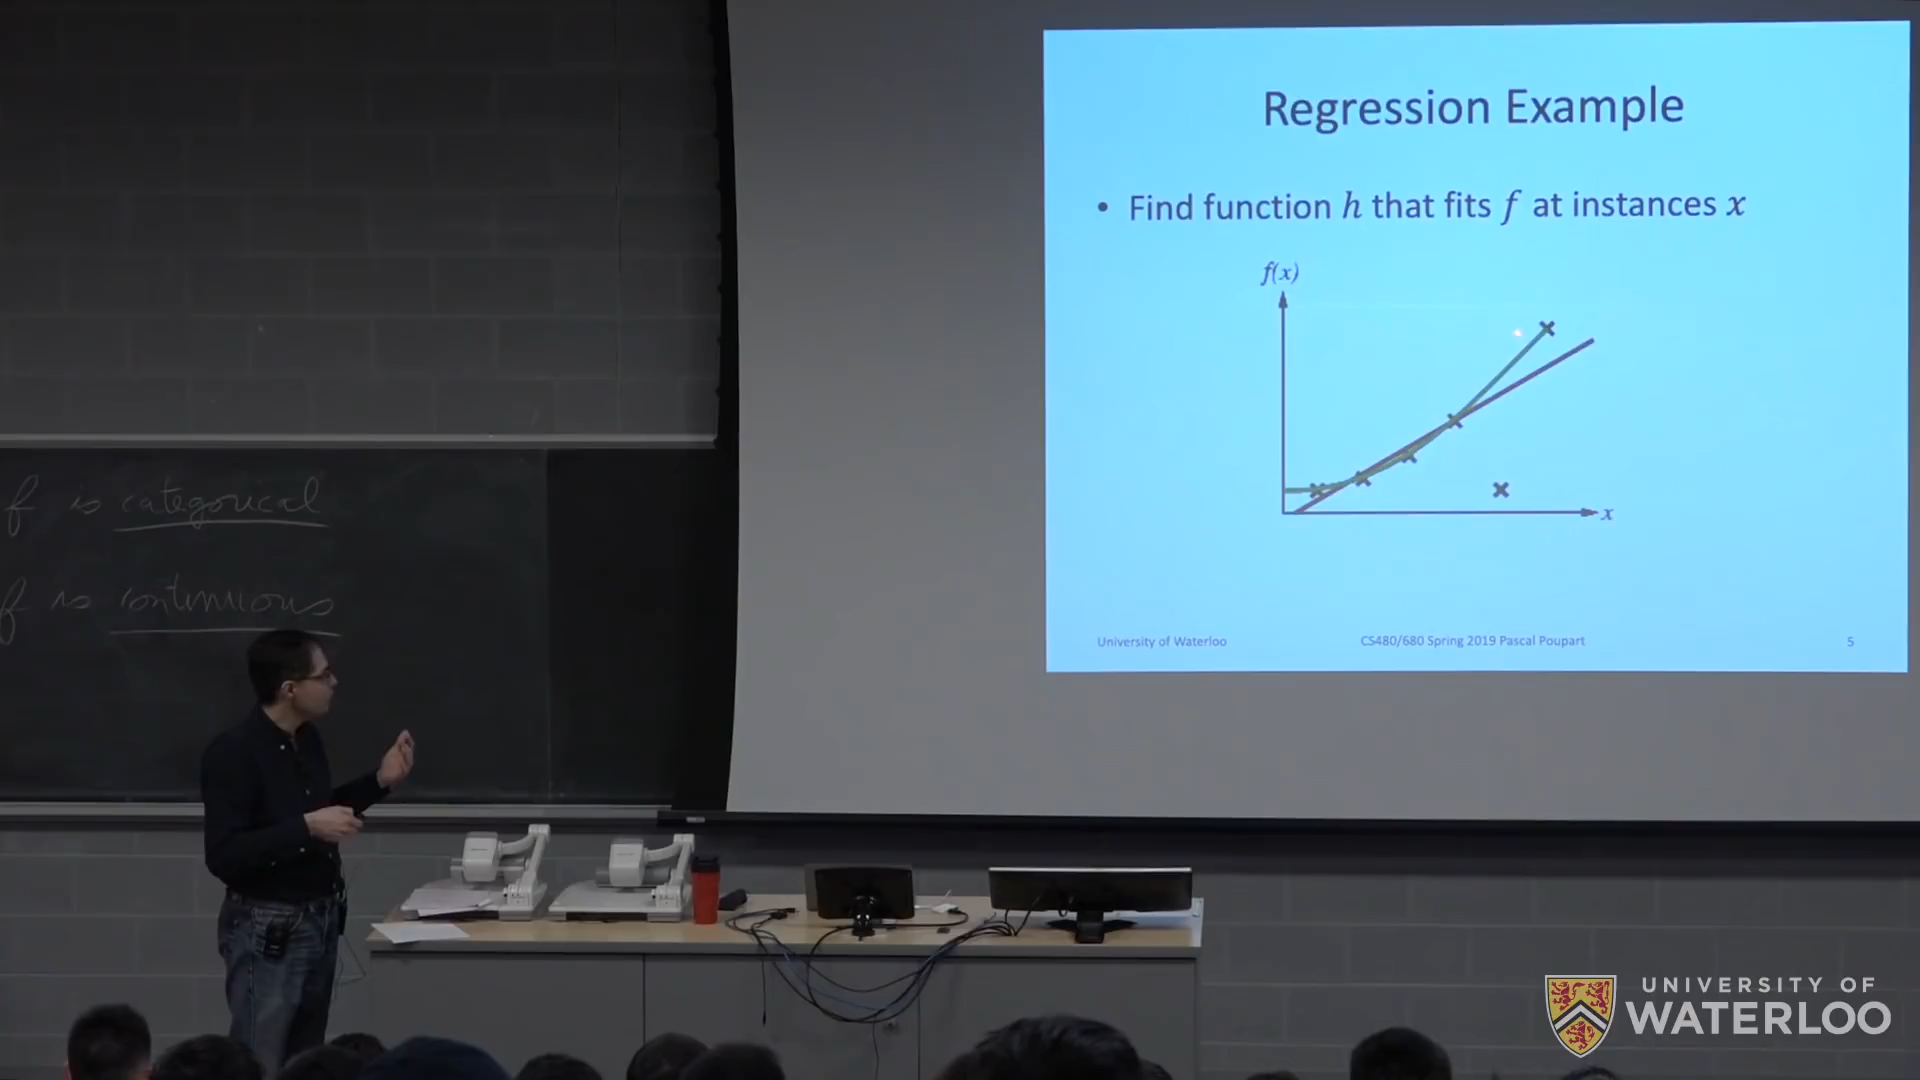 f is categorical
f is continuous
Regression Example
• Find function h that fits f at instances x
f(x)
x
University of Waterloo
CS480/680 Spring 2019 Pascal Poupart
5
UNIVERSITY OF
WATERLOO